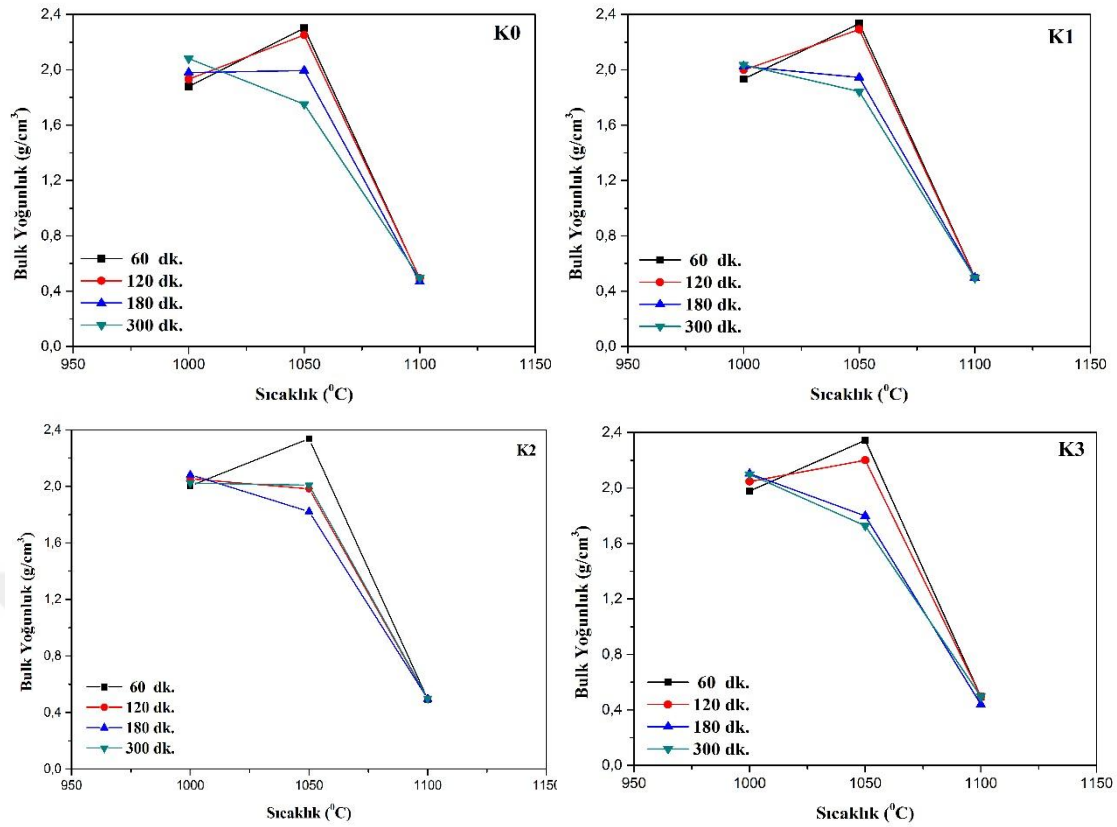 K0
2,4
2,0
1,6
1,2
0,8
0,4
0,0
Bulk Yoğunluk (g/cm³)
60 dk.
120 dk.
180 dk.
300 dk.
950 1000 1050 1100 1150
Sıcaklık (⁰C)
K1
2,4
2,0
1,6
1,2
0,8
0,4
0,0
Bulk Yoğunluk (g/cm³)
60 dk.
120 dk.
180 dk.
300 dk.
950 1000 1050 1100 1150
Sıcaklık (⁰C)
K2
2,4
2,0
1,6
1,2
0,8
0,4
0,0
Bulk Yoğunluk (g/cm³)
60 dk.
120 dk.
180 dk.
300 dk.
950 1000 1050 1100 1150
Sıcaklık (⁰C)
K3
2,4
2,0
1,6
1,2
0,8
0,4
0,0
Bulk Yoğunluk (g/cm³)
60 dk.
120 dk.
180 dk.
300 dk.
950 1000 1050 1100 1150
Sıcaklık (⁰C)